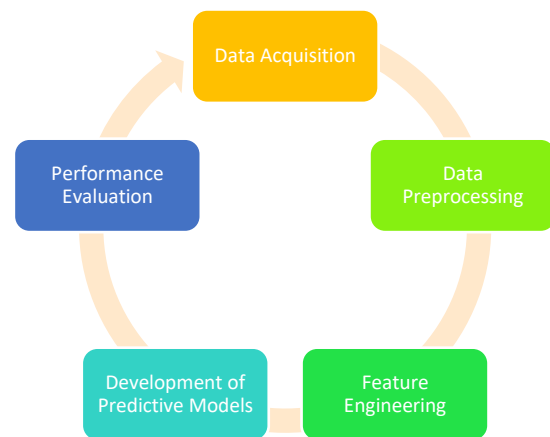 Data Acquisition
Data
Preprocessing
Feature
Engineering
Development of
Predictive Models
Performance
Evaluation